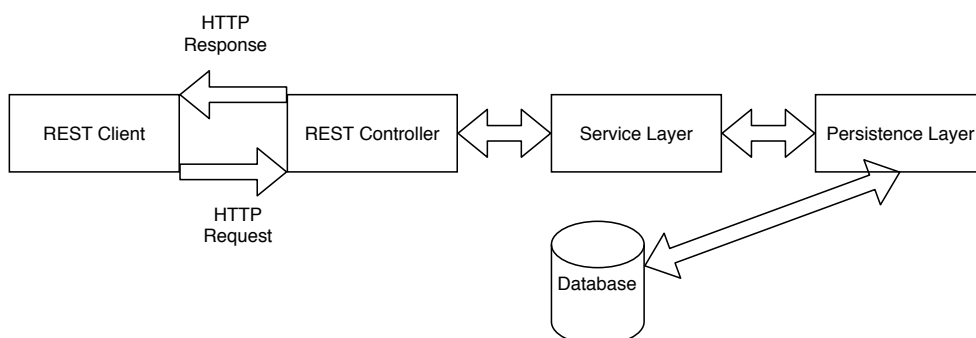 HTTP
Response
REST Client
REST Controller
Service Layer
Persistence Layer
HTTP
Request
Database